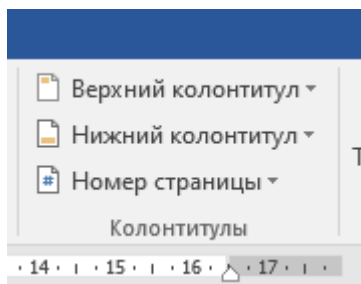 Верхний колонтитул
Нижний колонтитул
Номер страницы
Колонтитулы
14 15 16 17